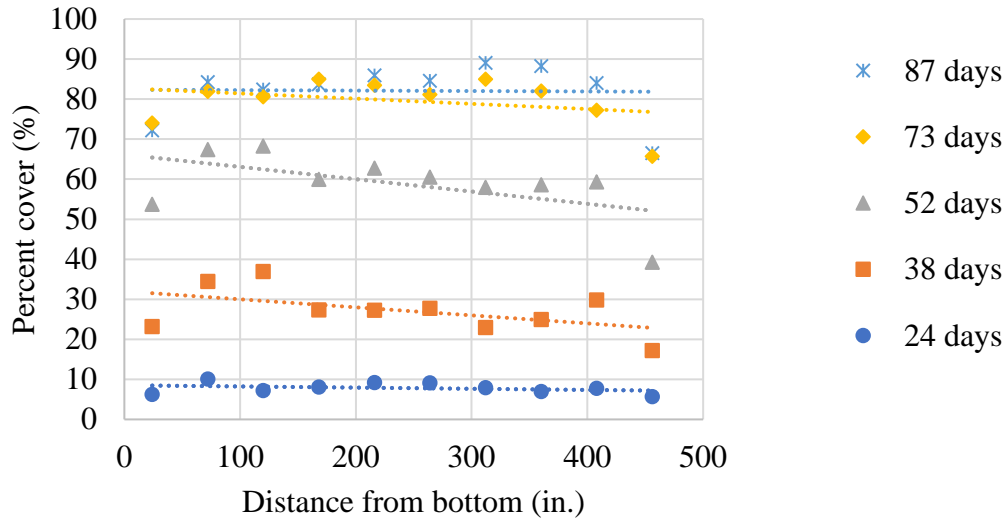 100
90
80
70
60
50
40
30
20
10
0
Percent cover (%)
0 100 200 300 400 500
Distance from bottom (in.)
87 days
73 days
52 days
38 days
24 days